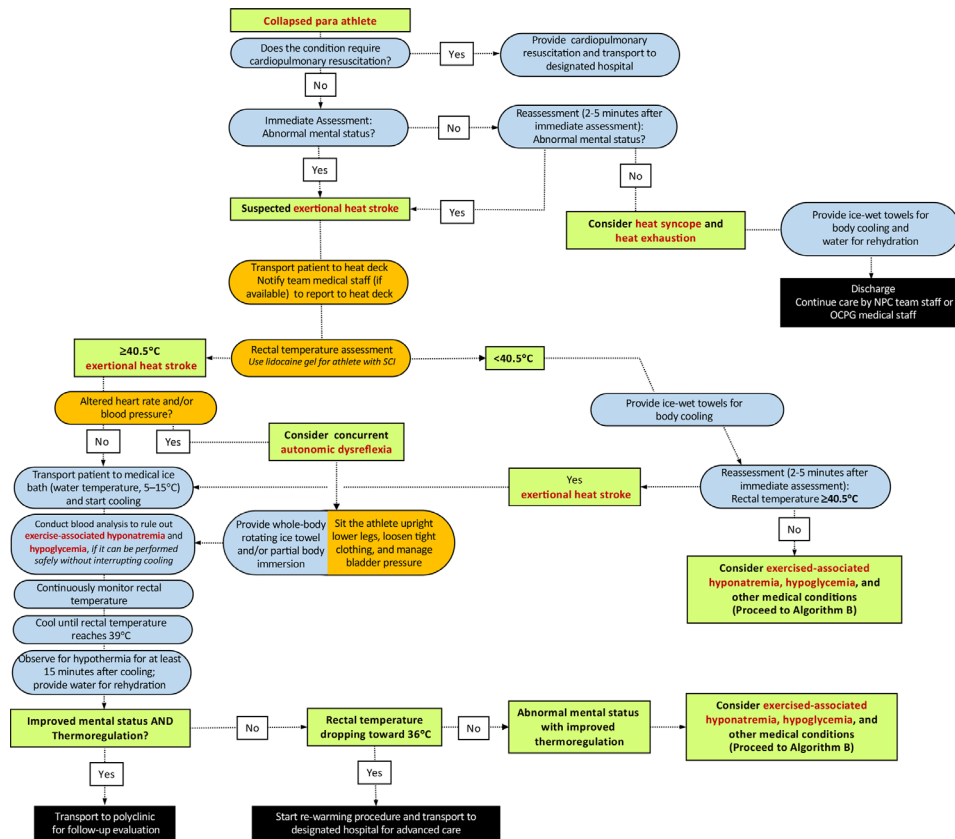 Collapsed para athlete
Does the condition require
cardiopulmonary resuscitation?
Yes
Provide cardiopulmonary
resuscitation and transport to
designated hospital
No
Immediate Assessment:
Abnormal mental status?
No
Reassessment (2-5 minutes after
immediate assessment):
Abnormal mental status?
Yes
No
Suspected exertional heat stroke
Yes
Consider heat syncope and
heat exhaustion
Provide ice-wet towels for
body cooling and
water for rehydration
Transport patient to heat deck
Notify team medical staff (if
available) to report to heat deck
Discharge
Continue care by NPC team staff or
OCPG medical staff
≥40.5°C
exertional heat stroke
Rectal temperature assessment
Use lidocaine gel for athlete with SCI
<40.5°C
Altered heart rate and/or
blood pressure?
Provide ice-wet towels for
body cooling
No
Yes
Consider concurrent
autonomic dysreflexia
Transport patient to medical ice
bath (water temperature, 5–15°C)
and start cooling
Yes
exertional heat stroke
Reassessment (2-5 minutes after
immediate assessment):
Rectal temperature ≥40.5°C
Conduct blood analysis to rule out
exercise-associated hyponatremia and
hypoglycemia, if it can be performed
safely without interrupting cooling
Provide whole-body
rotating ice towel
and/or partial body
immersion
Sit the athlete upright
lower legs, loosen tight
clothing, and manage
bladder pressure
No
Continuously monitor rectal
temperature
Consider exercised-associated
hyponatremia, hypoglycemia, and
other medical conditions
(Proceed to Algorithm B)
Cool until rectal temperature
reaches 39°C
Observe for hypothermia for at least
15 minutes after cooling;
provide water for rehydration
Improved mental status AND
Thermoregulation?
No
Rectal temperature
dropping toward 36°C
No
Abnormal mental status
with improved
thermoregulation
Consider exercised-associated
hyponatremia, hypoglycemia, and
other medical conditions
(Proceed to Algorithm B)
Yes
Yes
Transport to polyclinic
for follow-up evaluation
Start re-warming procedure and transport to
designated hospital for advanced care